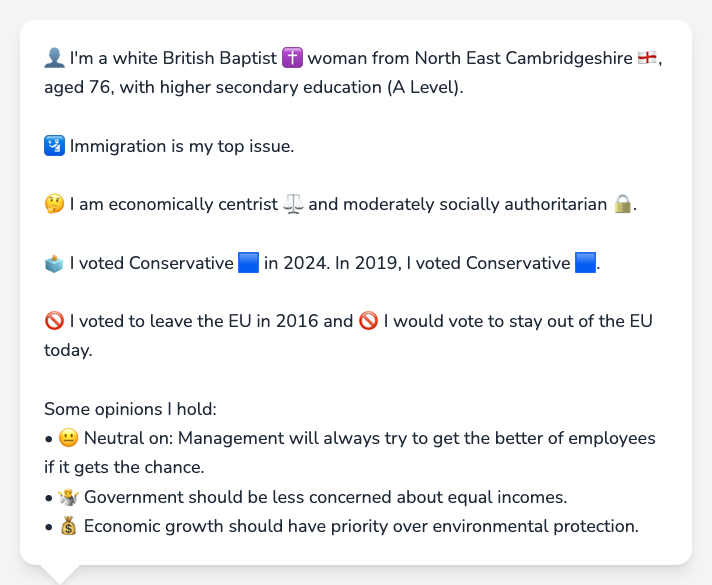 👤 I'm a white British Baptist ✝️ woman from North East Cambridgeshire 🏴󠁧󠁢󠁥󠁮󠁧󠁿,
aged 76, with higher secondary education (A Level).
🛂 Immigration is my top issue.
🤔 I am economically centrist ⚖️ and moderately socially authoritarian 🔒.
🗳️ I voted Conservative 🟦 in 2024. In 2019, I voted Conservative 🟦.
🚫 I voted to leave the EU in 2016 and 🚫 I would vote to stay out of the EU
today.
Some opinions I hold:
• 😐 Neutral on: Management will always try to get the better of employees
if it gets the chance.
• 🤷 Government should be less concerned about equal incomes.
• 💰 Economic growth should have priority over environmental protection.